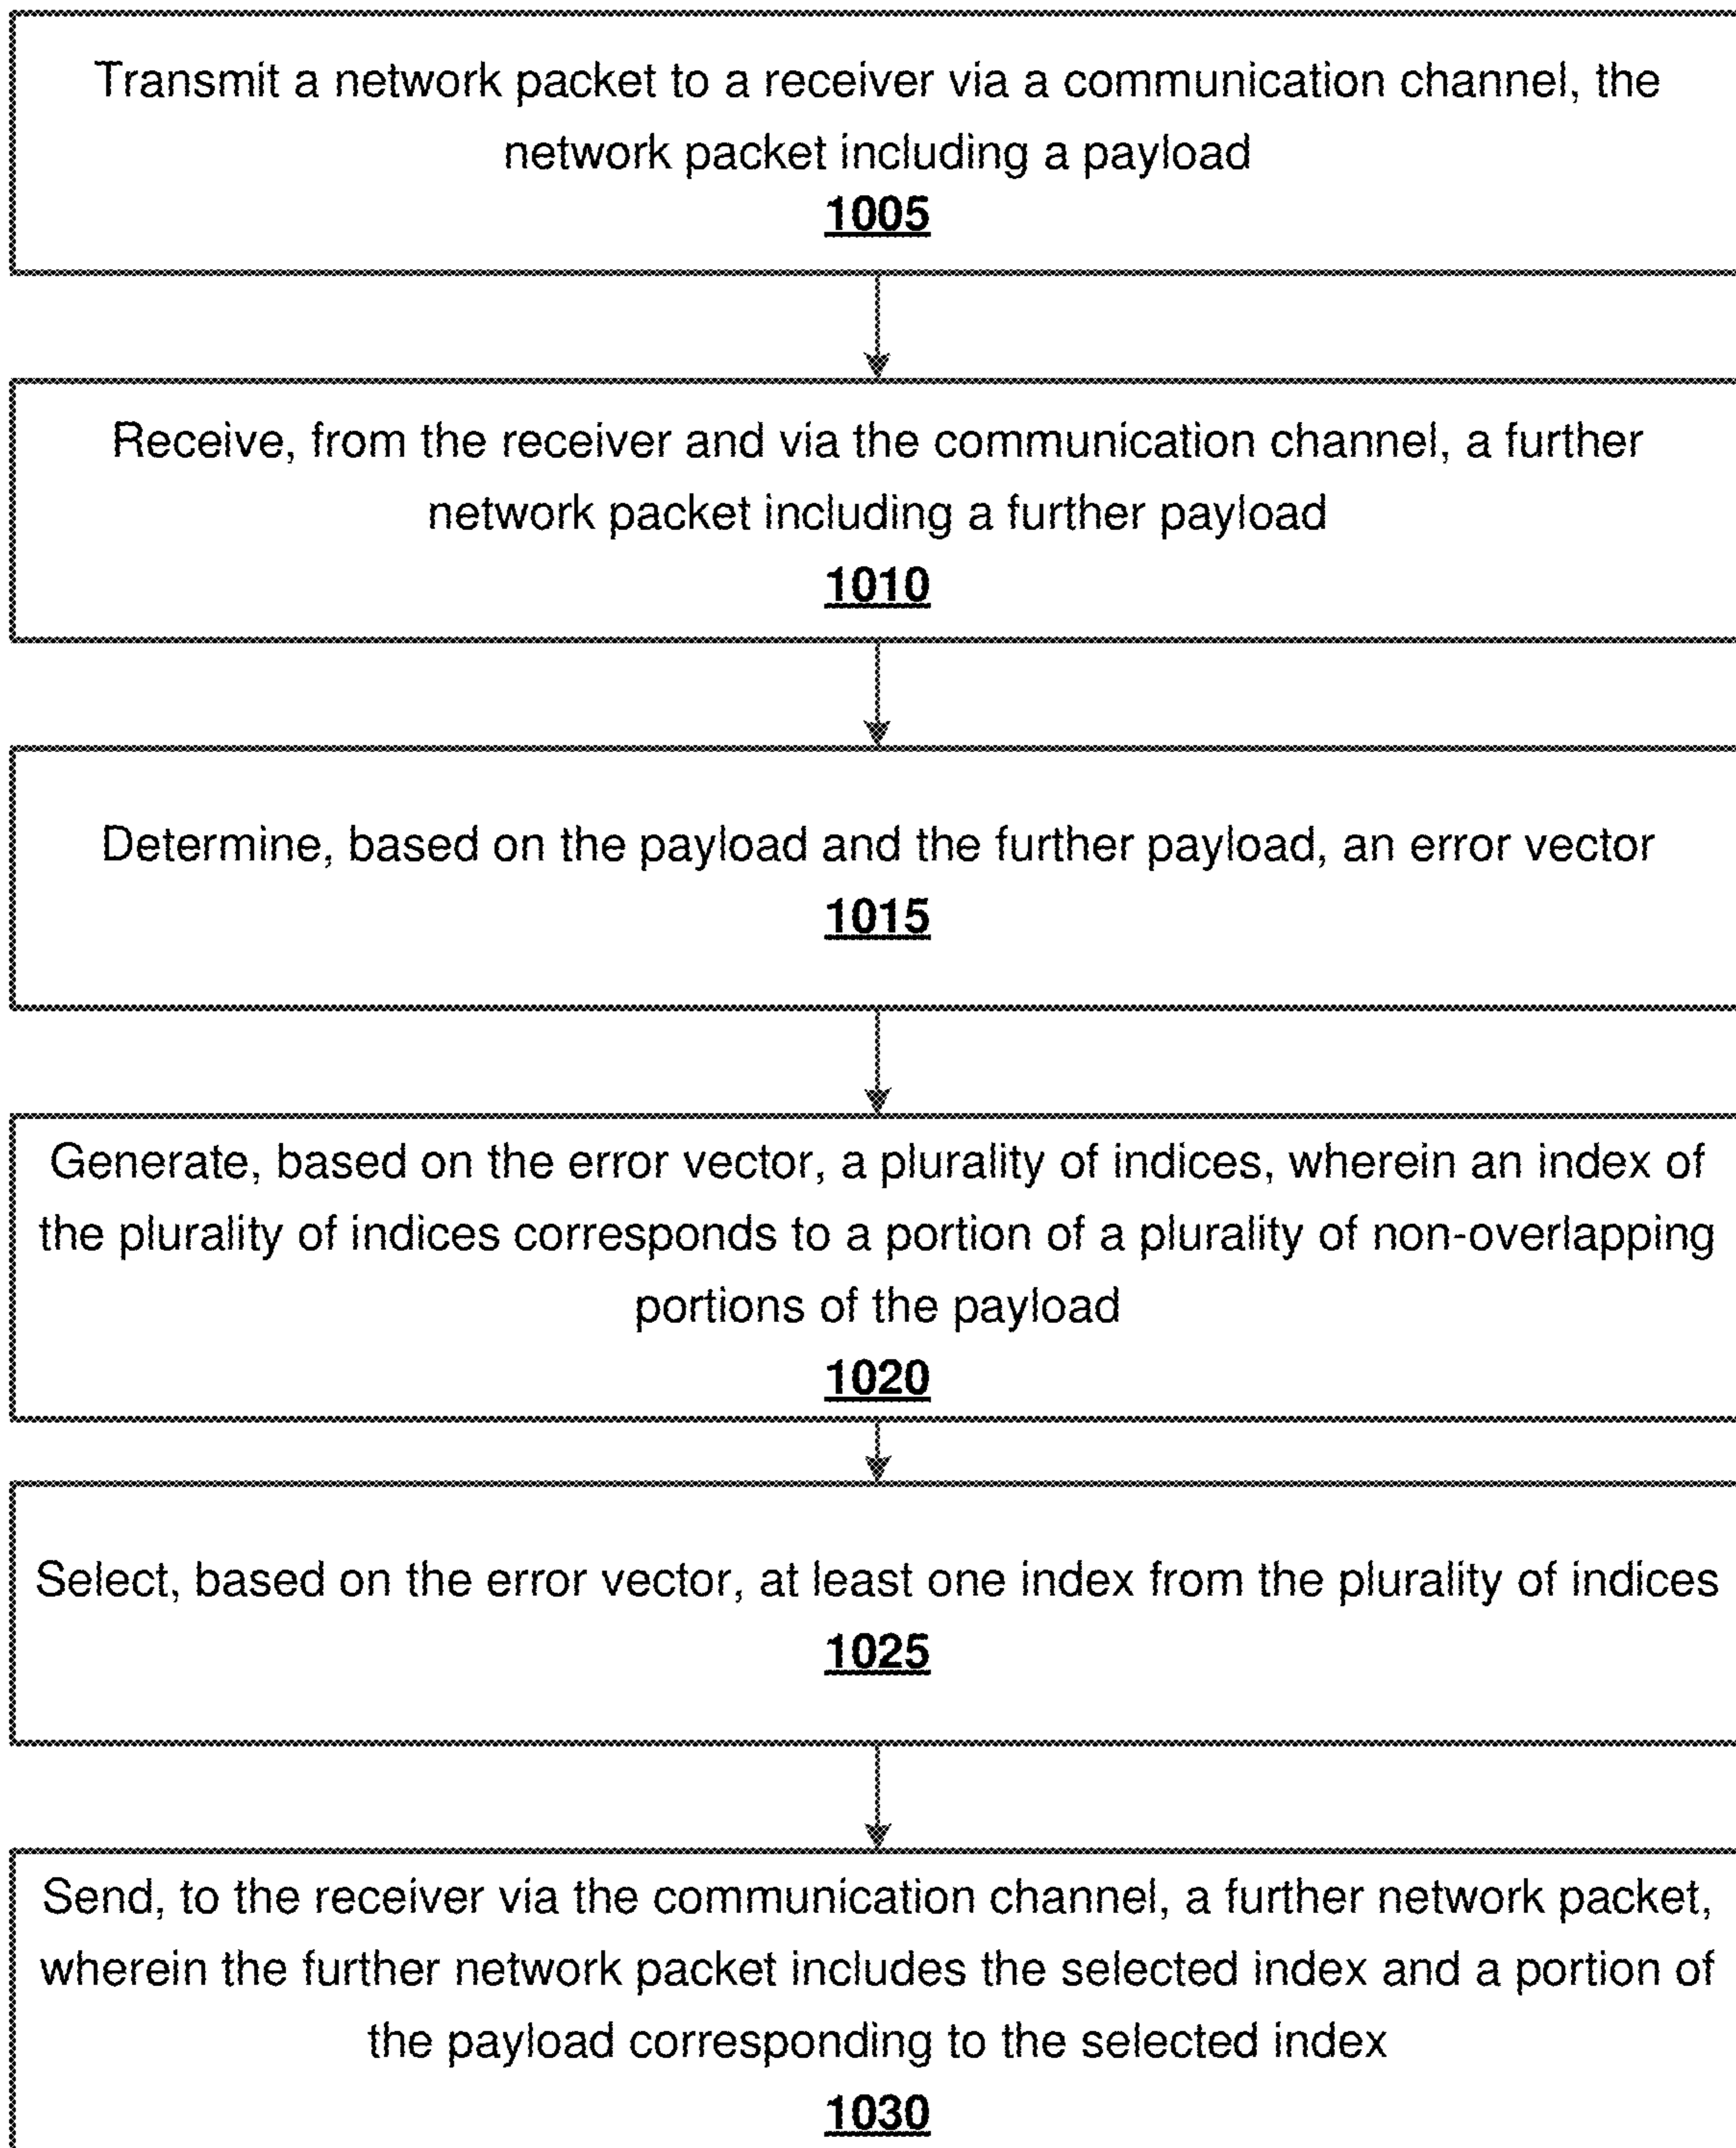 Transmit a network packet to a receiver via a communication channel, the
network packet including a payload
1005
Receive, from the receiver and via the communication channel, a further
network packet including a further payload
1010
Determine, based on the payload and the further payload, an error vector
1015
Generate, based on the error vector, a plurality of indices, wherein an index of
the plurality of indices corresponds to a portion of a plurality of non-overlapping
portions of the payload
1020
Select, based on the error vector, at least one index from the plurality of indices
1025
Send, to the receiver via the communication channel, a further network packet,
wherein the further network packet includes the selected index and a portion of
the payload corresponding to the selected index
1030